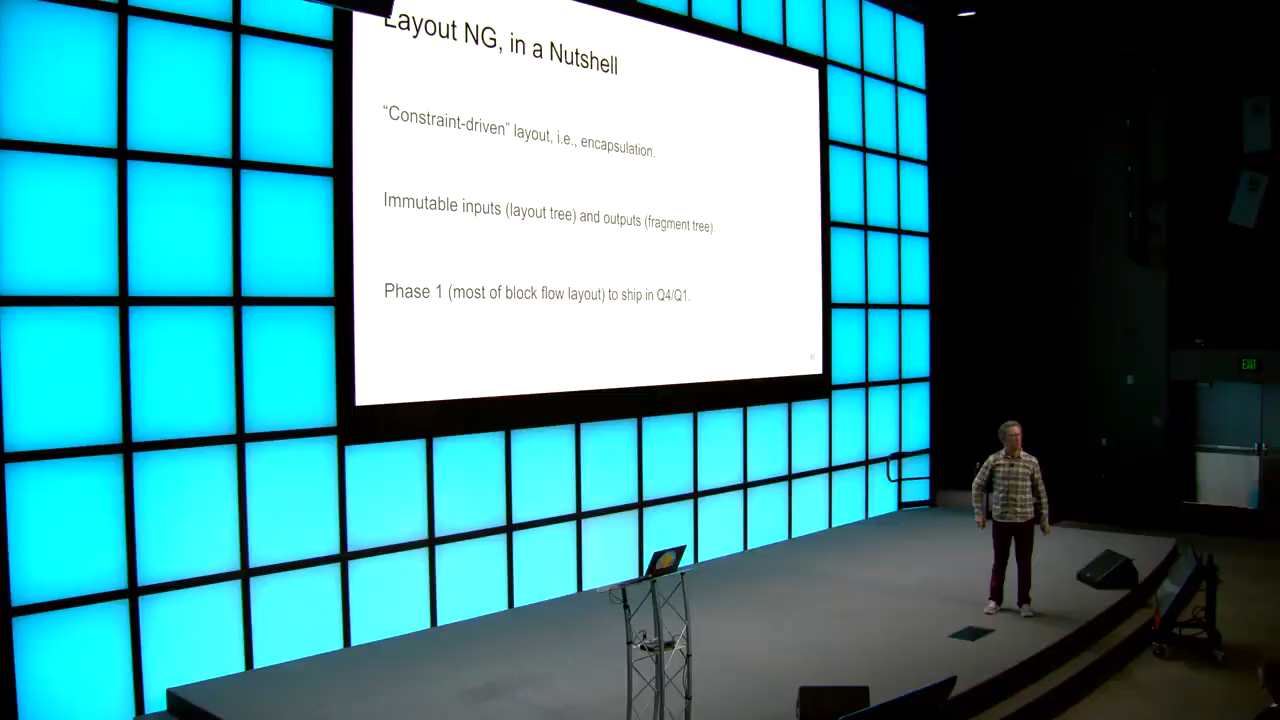 Layout NG, in a Nutshell
“Constraint-driven” layout, i.e., encapsulation.
Immutable inputs (layout tree) and outputs (fragment tree).
Phase 1 (most of block flow layout) to ship in Q4/Q1.
EXIT